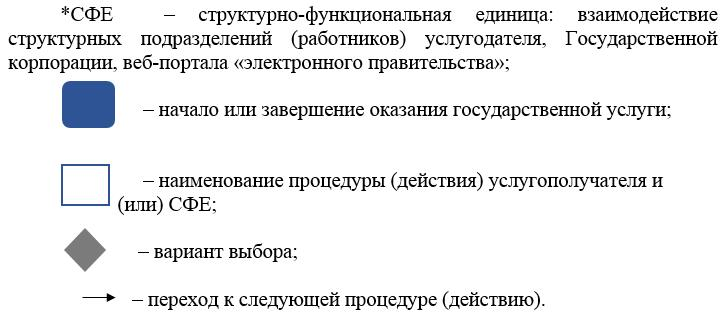 *СФЕ – структурно-функциональная единица: взаимодействие
структурных подразделений (работников) услугодателя, Государственной
корпорации, веб-портала «электронного правительства»;
– начало или завершение оказания государственной услуги;
– наименование процедуры (действия) услугополучателя и
(или) СФЕ;
– вариант выбора;
– переход к следующей процедуре (действию).